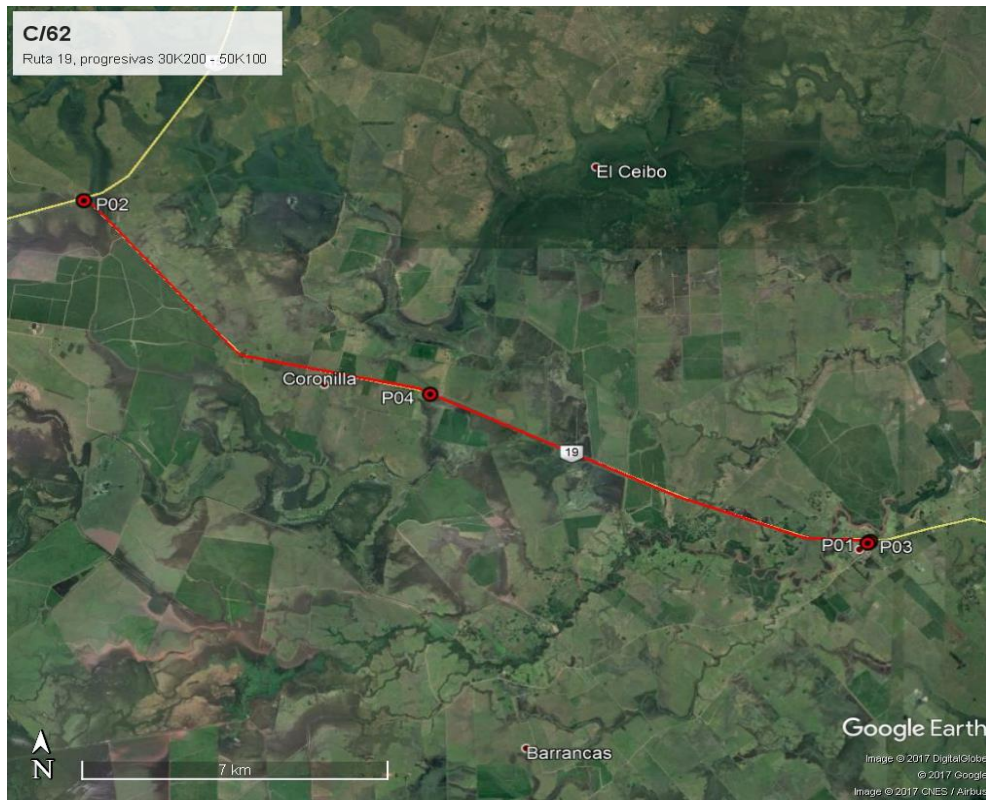 C/62
Ruta 19, progresivas 30K200 - 50K100
El Ceibo
P02
Coronilla
P04
19
P01
P03
Barrancas
N
7 km
Google Earth
Image © 2017 DigitalGlobe
© 2017 Google
Image © 2017 CNES / Airbus